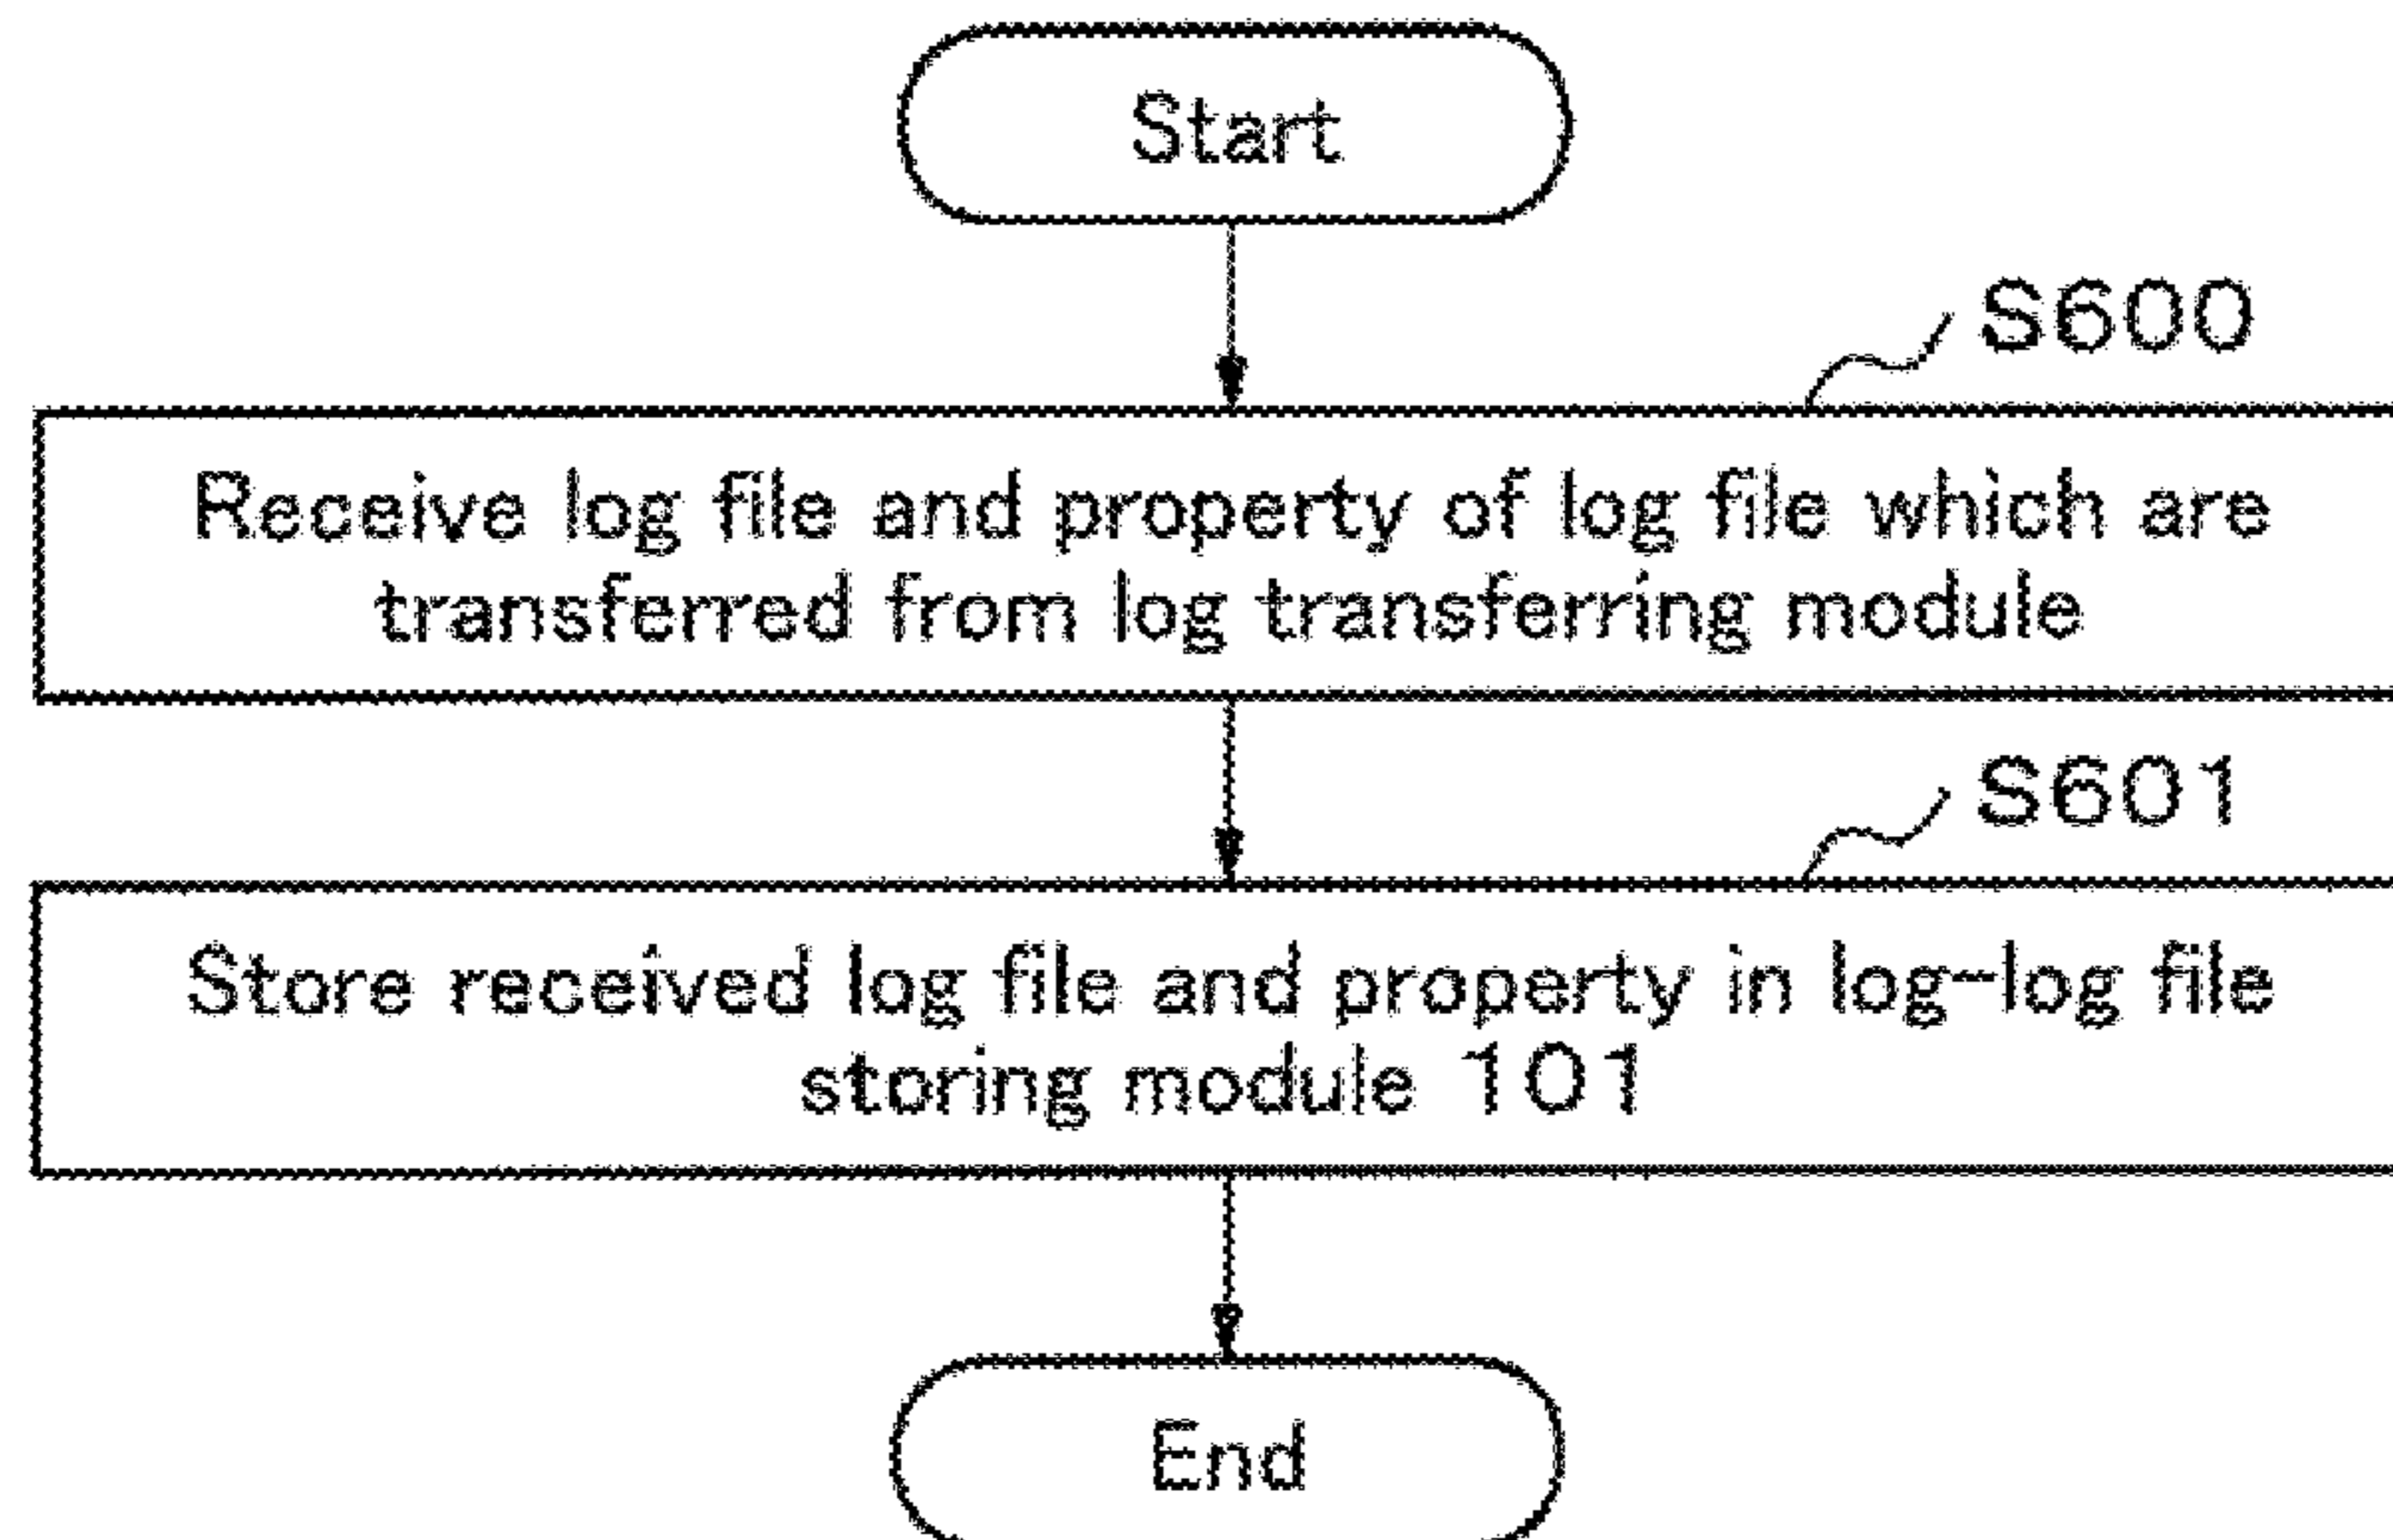 Start
S600
Receive log file and property of log file which are
transferred from log transferring module
S601
Store received log file and property in log-log file
storing module 101
End